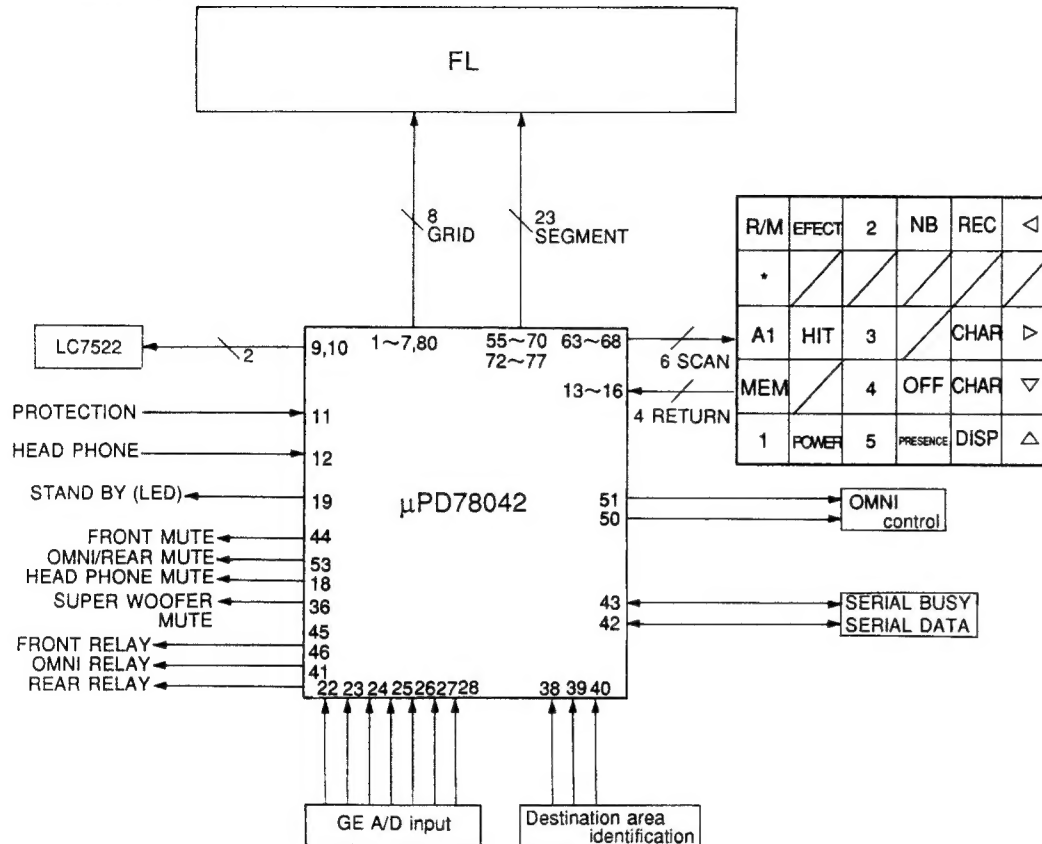 FL
8
GRID
23
SEGMENT
R/M EFECT 2 NB REC ◁
*
A1 HIT 3 CHAR ▷
MEM 4 OFF CHAR ▽
1 POWER 5 PRESENCE DISP △
LC7522
2
9,10
1～7,80
55～70
72～77
63～68
6 SCAN
13～16
4 RETURN
PROTECTION
11
HEAD PHONE
12
STAND BY (LED)
19
μPD78042
51
50
OMNI
control
FRONT MUTE
44
OMNI/REAR MUTE
53
HEAD PHONE MUTE
18
SUPER WOOFER
MUTE
36
43
42
SERIAL BUSY
SERIAL DATA
45
FRONT RELAY
46
OMNI RELAY
41
REAR RELAY
22 23 24 25 26 27 28
38 39 40
GE A/D input
Destination area
identification